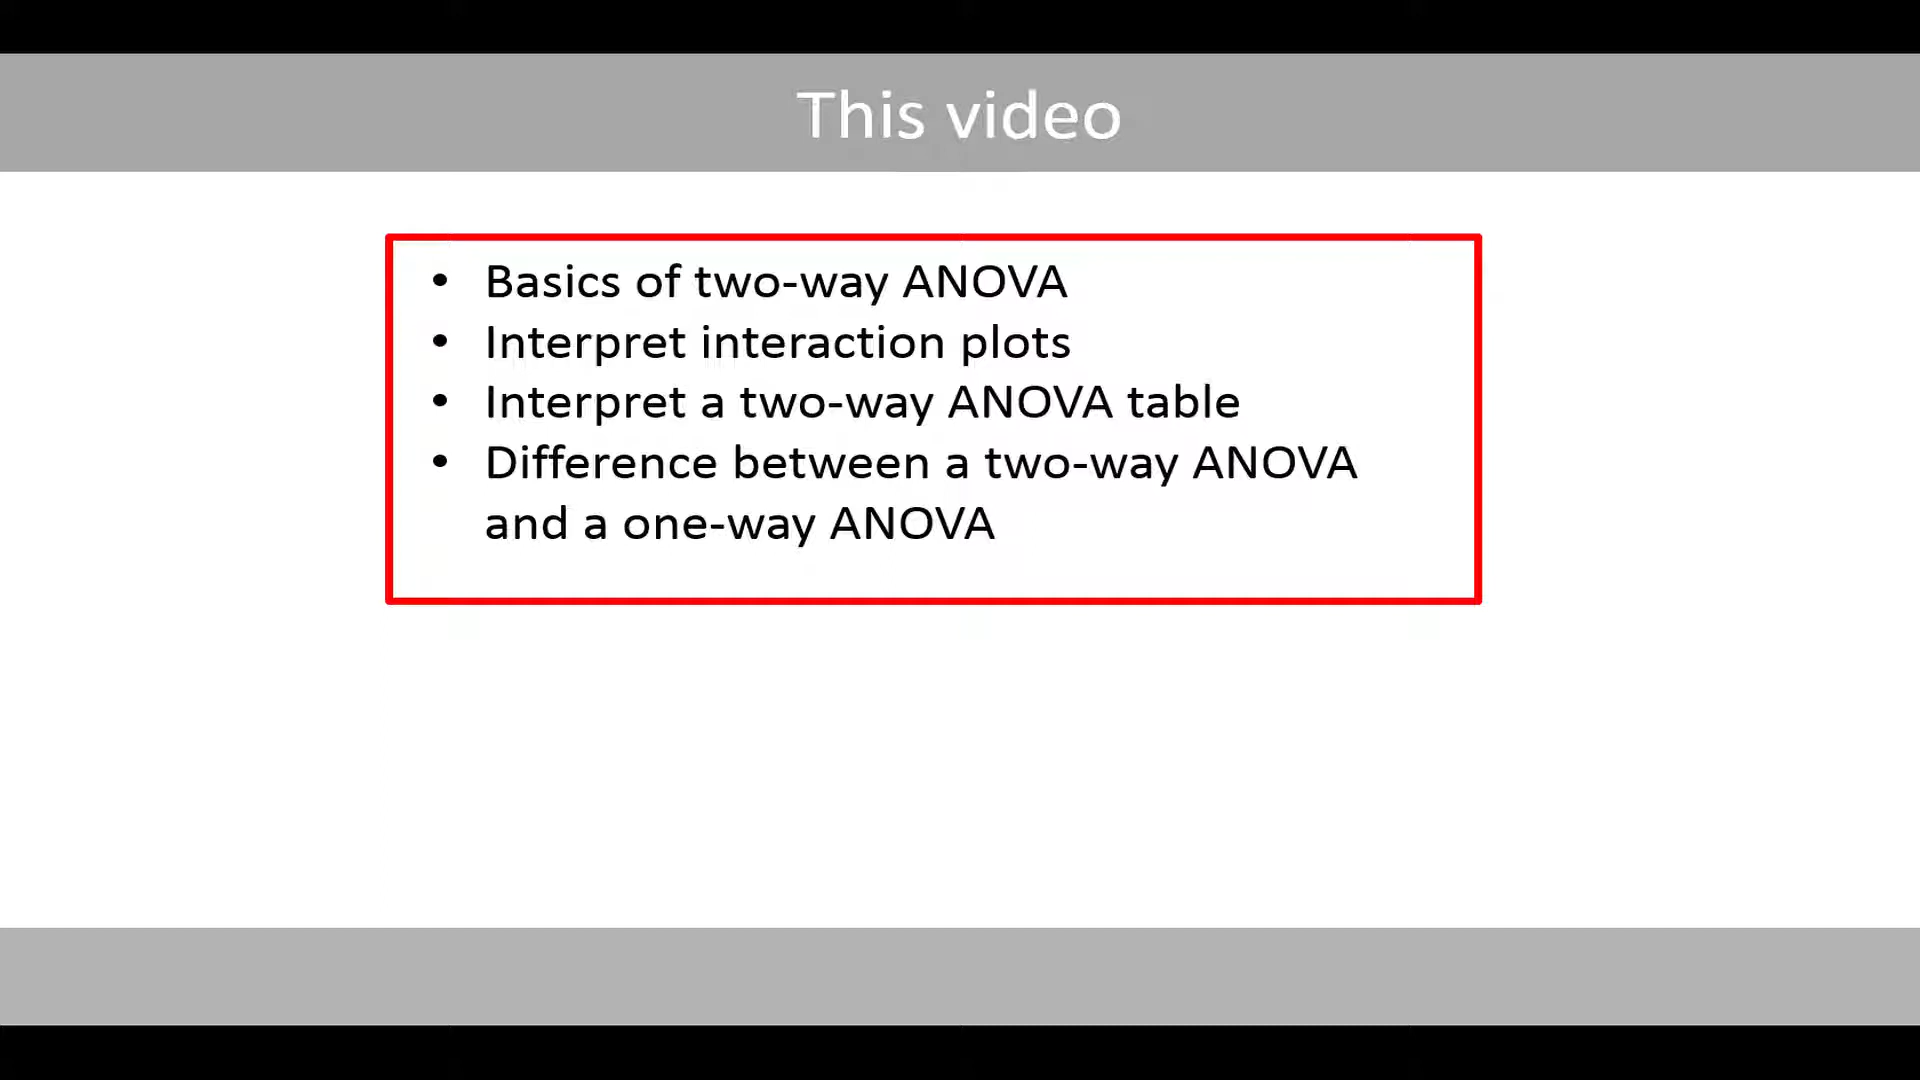 This video
• Basics of two-way ANOVA
• Interpret interaction plots
• Interpret a two-way ANOVA table
• Difference between a two-way ANOVA
and a one-way ANOVA